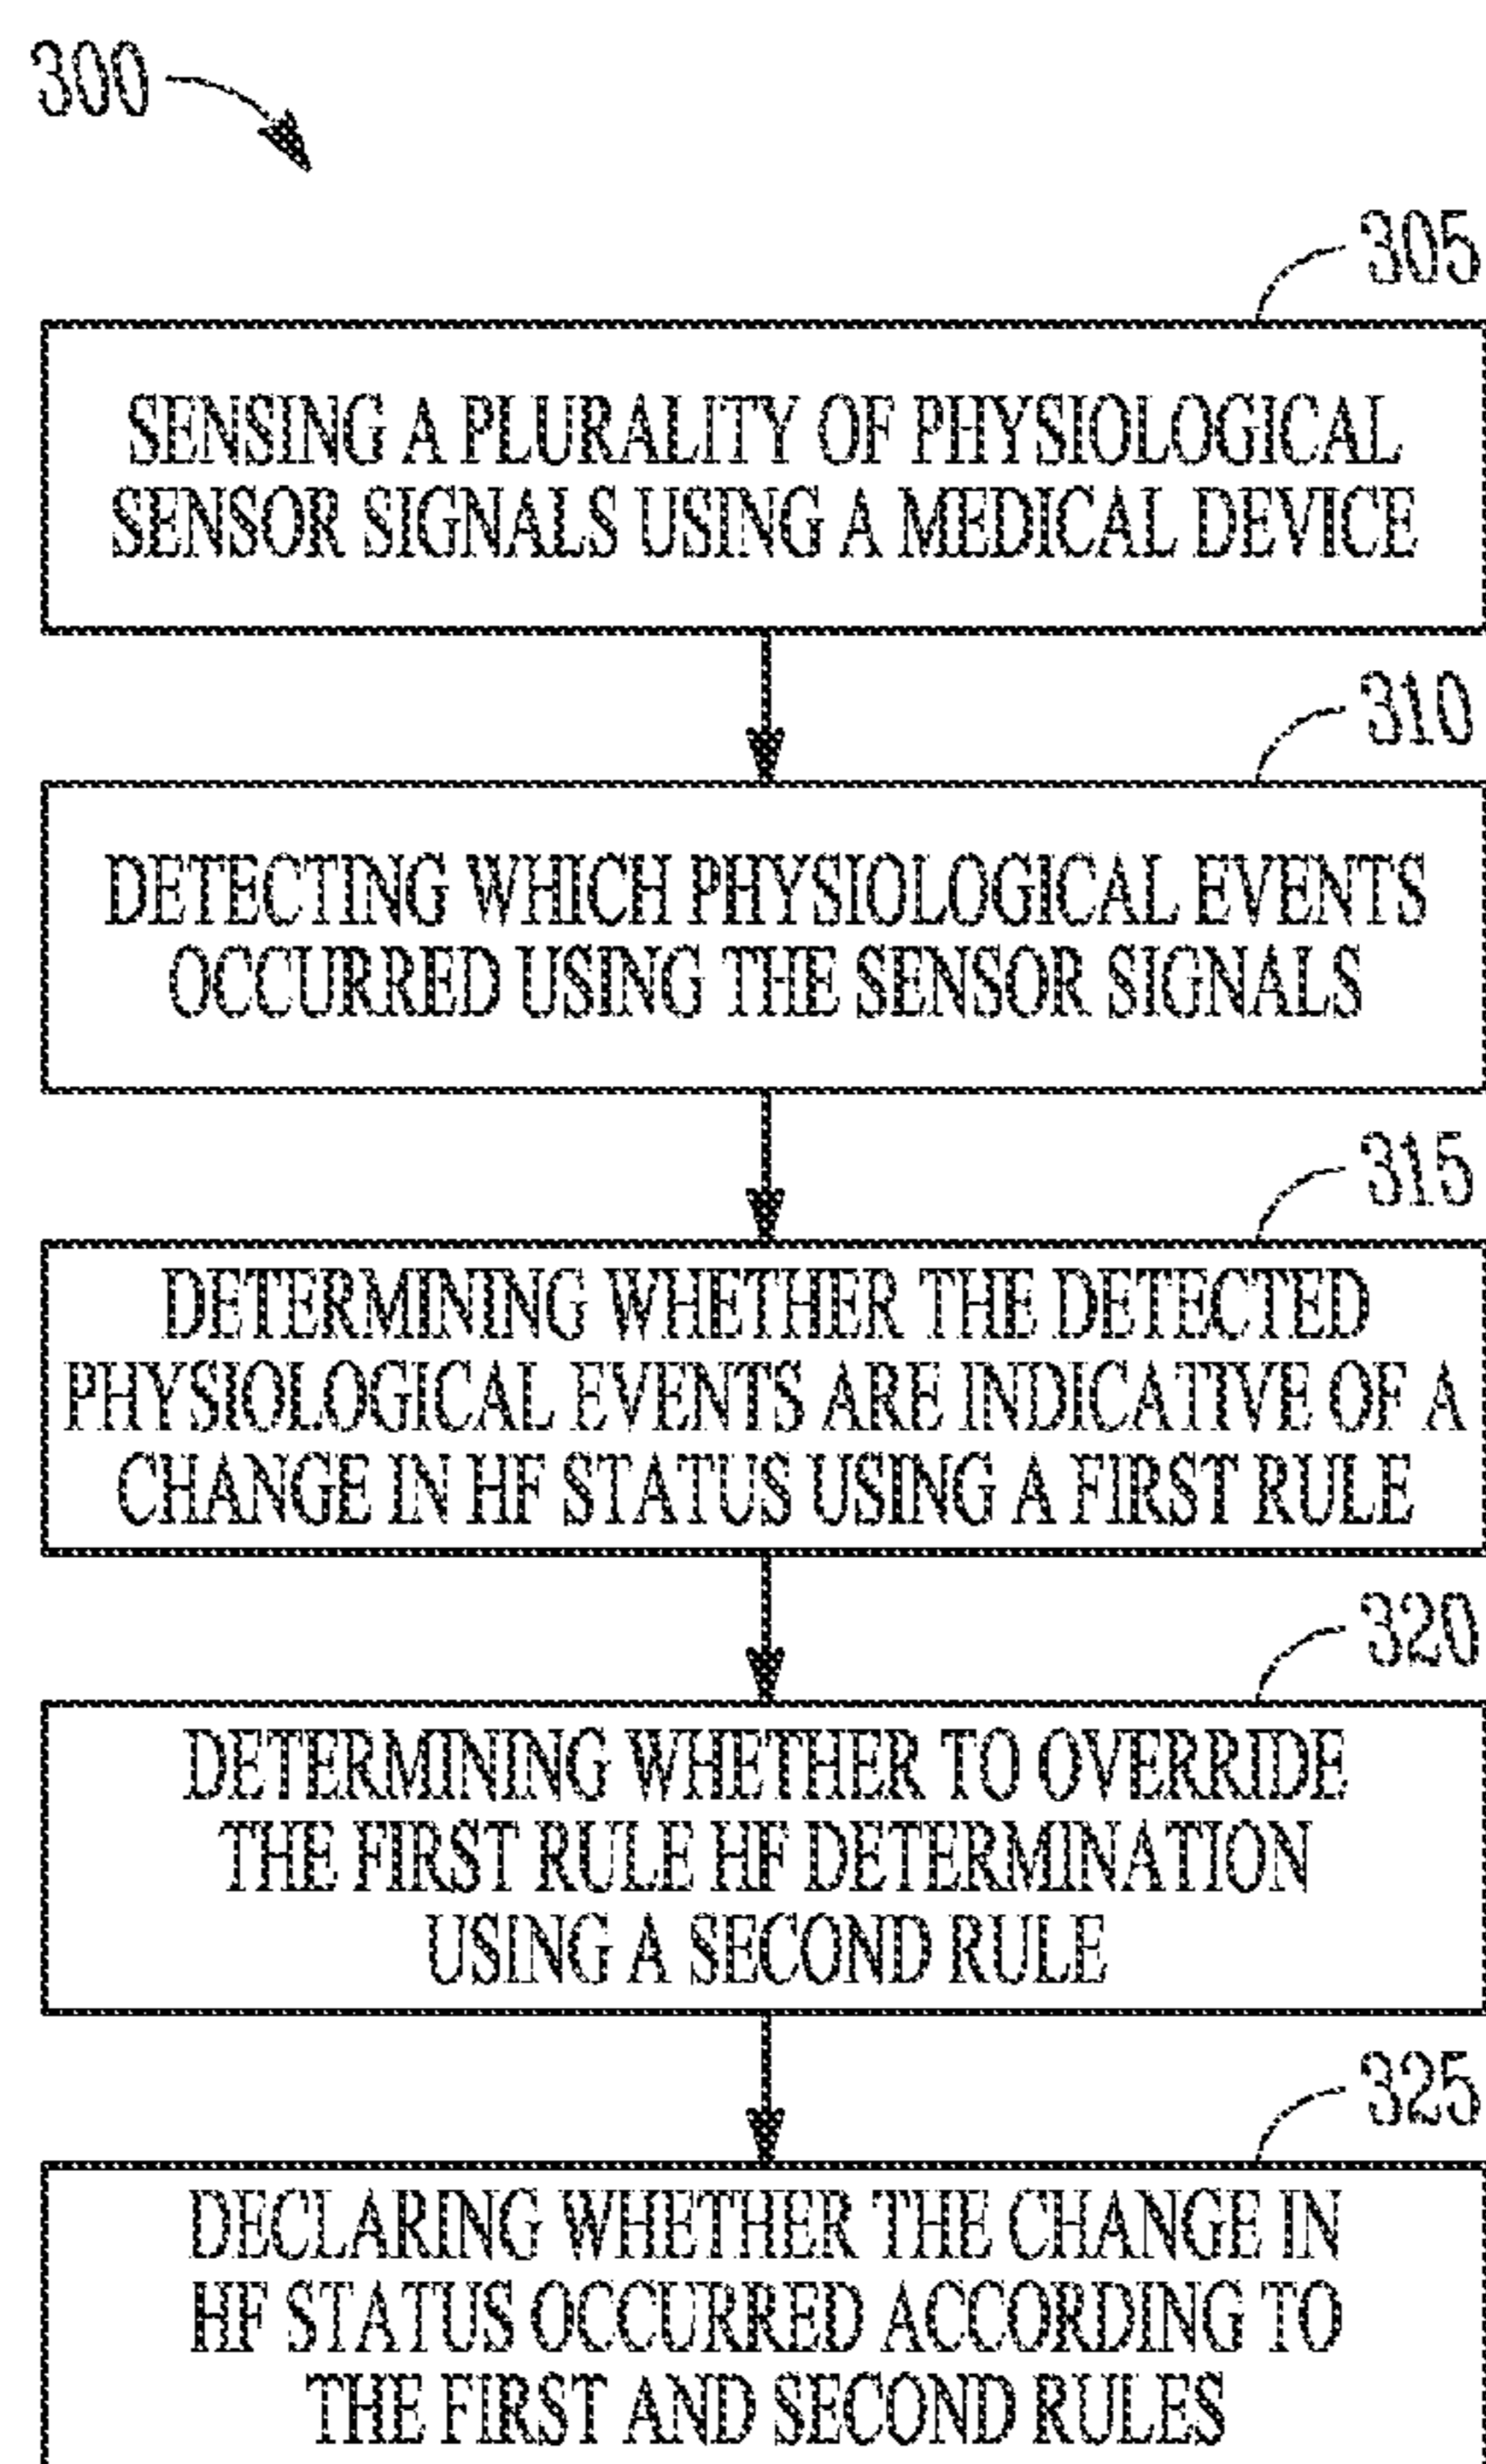 300
305
SENSING A PLURALITY OF PHYSIOLOGICAL
SENSOR SIGNALS USING A MEDICAL DEVICE
310
DETECTING WHICH PHYSIOLOGICAL EVENTS
OCCURRED USING THE SENSOR SIGNALS
315
DETERMINING WHETHER THE DETECTED
PHYSIOLOGICAL EVENTS ARE INDICATIVE OF A
CHANGE IN HF STATUS USING A FIRST RULE
320
DETERMINING WHETHER TO OVERRIDE
THE FIRST RULE HF DETERMINATION
USING A SECOND RULE
325
DECLARING WHETHER THE CHANGE IN
HF STATUS OCCURRED ACCORDING TO
THE FIRST AND SECOND RULES